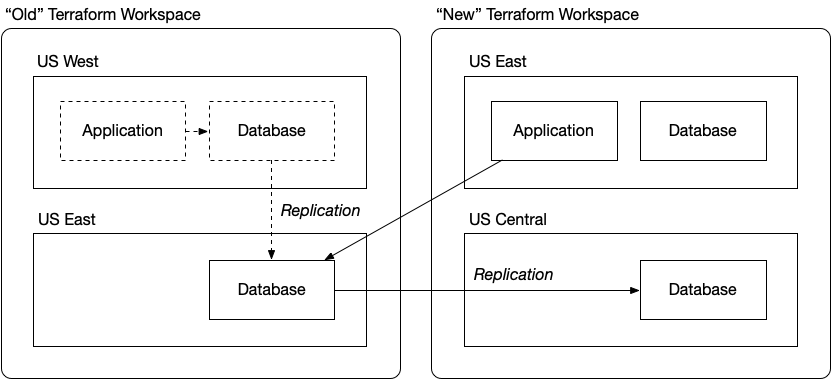 “Old” Terraform Workspace
US West
Application
Database
Replication
US East
Database
“New” Terraform Workspace
US East
Application
Database
US Central
Replication
Database